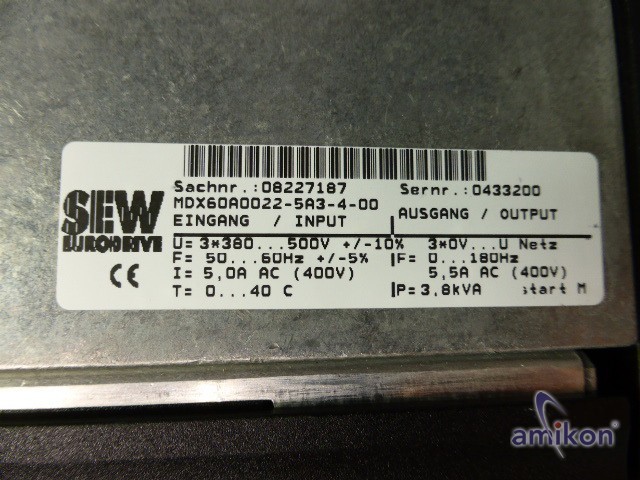 Sachnr.:08227187 Sernr.:0433200
SEW
EURODRIVE
MDX60A0022-5A3-4-00
EINGANG / INPUT AUSGANG / OUTPUT
U= 3*380...500V +/-10% 3*0V...U Netz
F= 50...60Hz +/-5% F= 0...180Hz
I= 5,0A AC (400V) 5,5A AC (400V)
T= 0...40 C P= 3,8kVA start M
CE
amikon